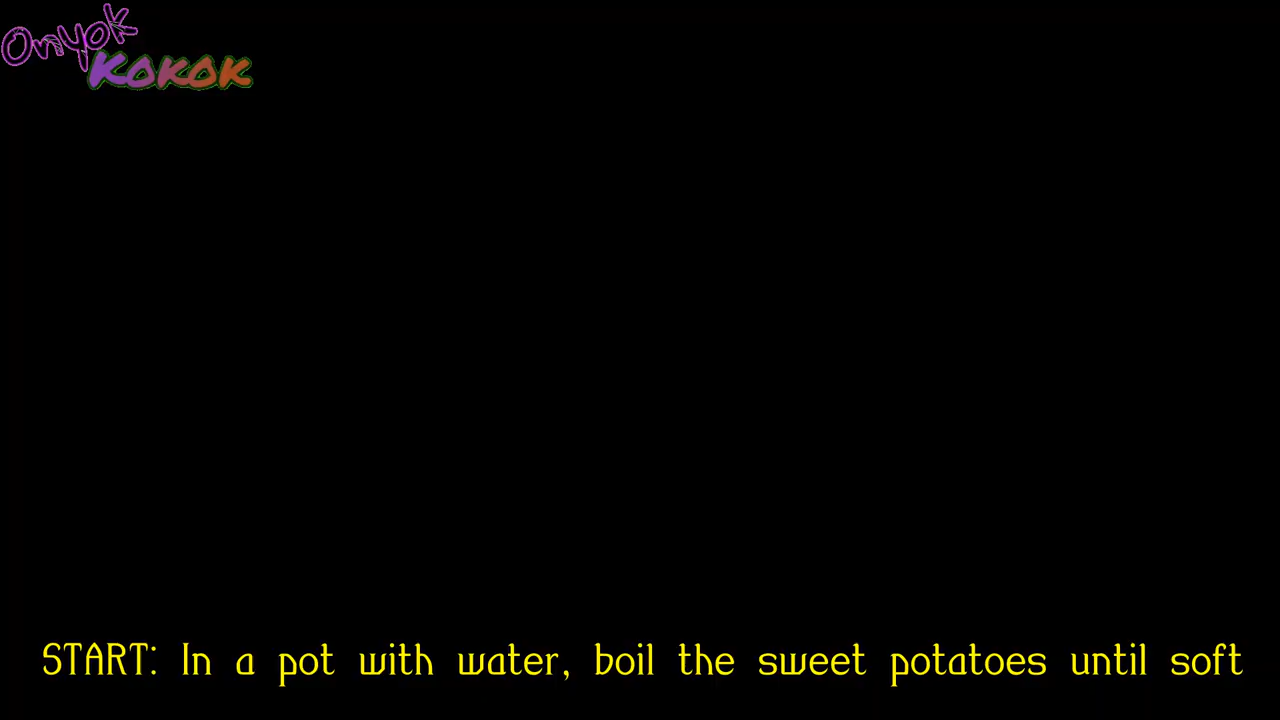 Onyok
Kokok
START: In a pot with water, boil the sweet potatoes until soft